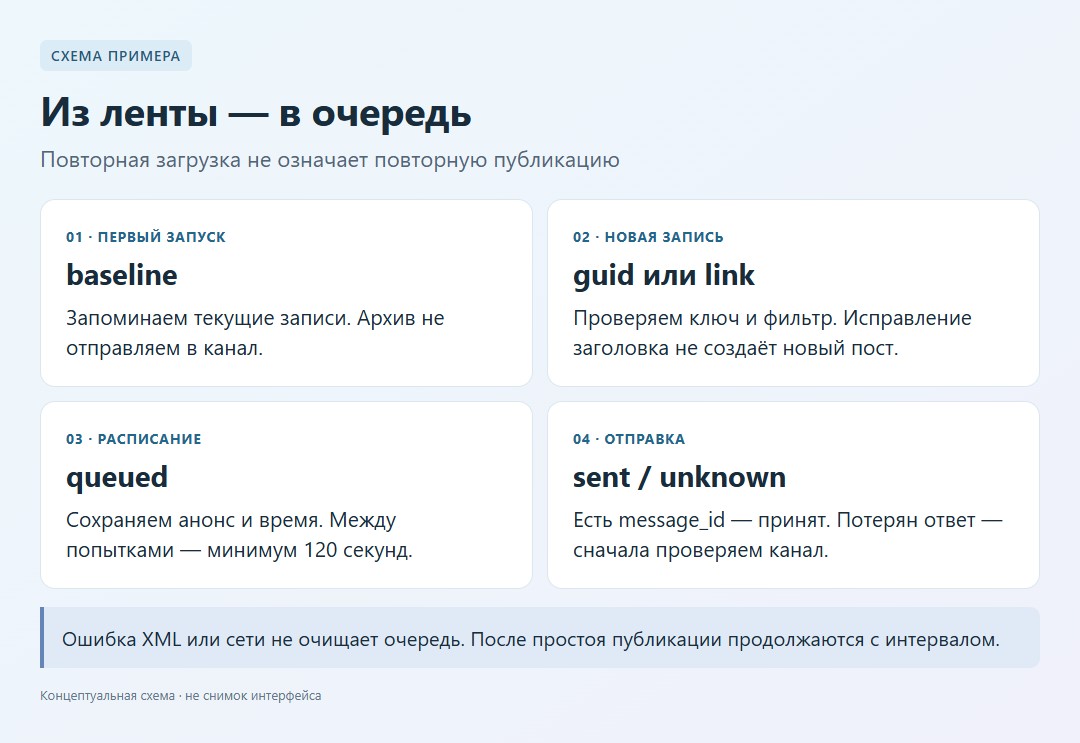 СХЕМА ПРИМЕРА
Из ленты — в очередь
Повторная загрузка не означает повторную публикацию
01 · ПЕРВЫЙ ЗАПУСК
baseline
Запоминаем текущие записи. Архив не
отправляем в канал.
02 · НОВАЯ ЗАПИСЬ
guid или link
Проверяем ключ и фильтр. Исправление
заголовка не создаёт новый пост.
03 · РАСПИСАНИЕ
queued
Сохраняем анонс и время. Между
попытками — минимум 120 секунд.
04 · ОТПРАВКА
sent / unknown
Есть message_id — принят. Потерян ответ —
сначала проверяем канал.
Ошибка XML или сети не очищает очередь. После простоя публикации продолжаются с интервалом.
Концептуальная схема · не снимок интерфейса